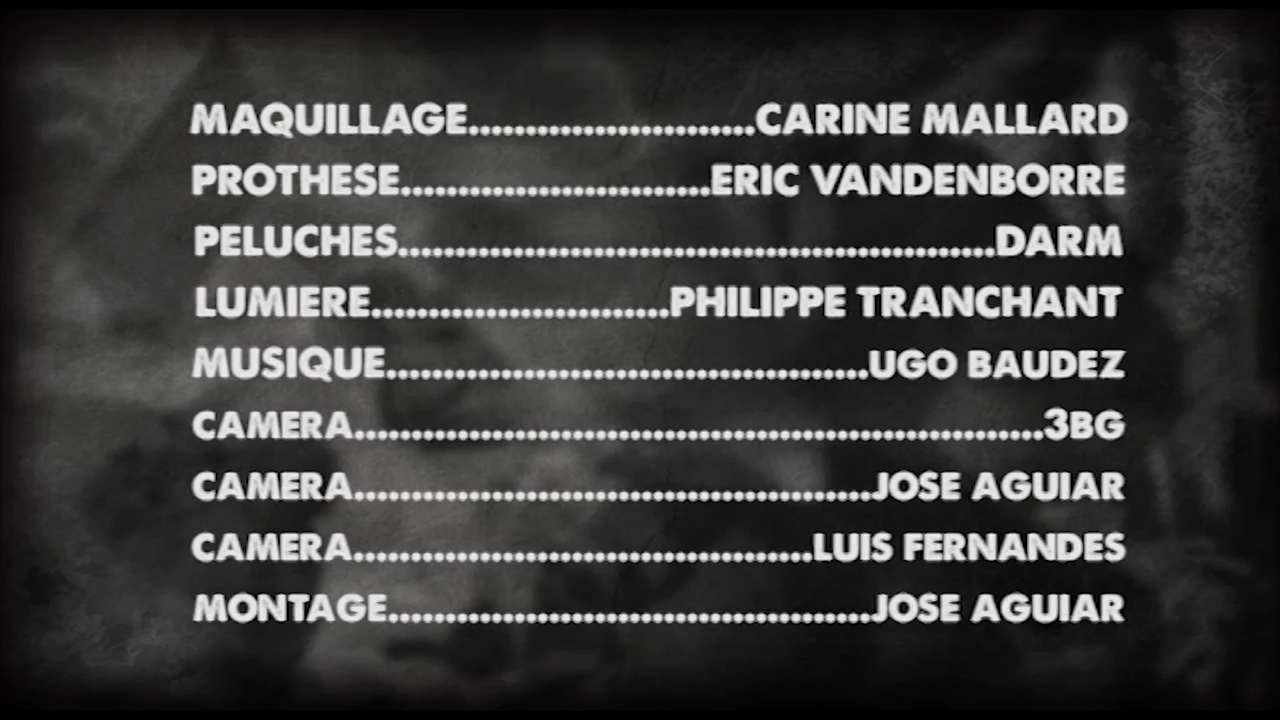 MAQUILLAGE.........................CARINE MALLARD
PROTHESE...........................ERIC VANDENBORRE
PELUCHES....................................................DARM
LUMIERE..........................PHILIPPE TRANCHANT
MUSIQUE..........................................UGO BAUDEZ
CAMERA............................................................3BG
CAMERA.............................................JOSE AGUIAR
CAMERA........................................LUIS FERNANDES
MONTAGE..........................................JOSE AGUIAR